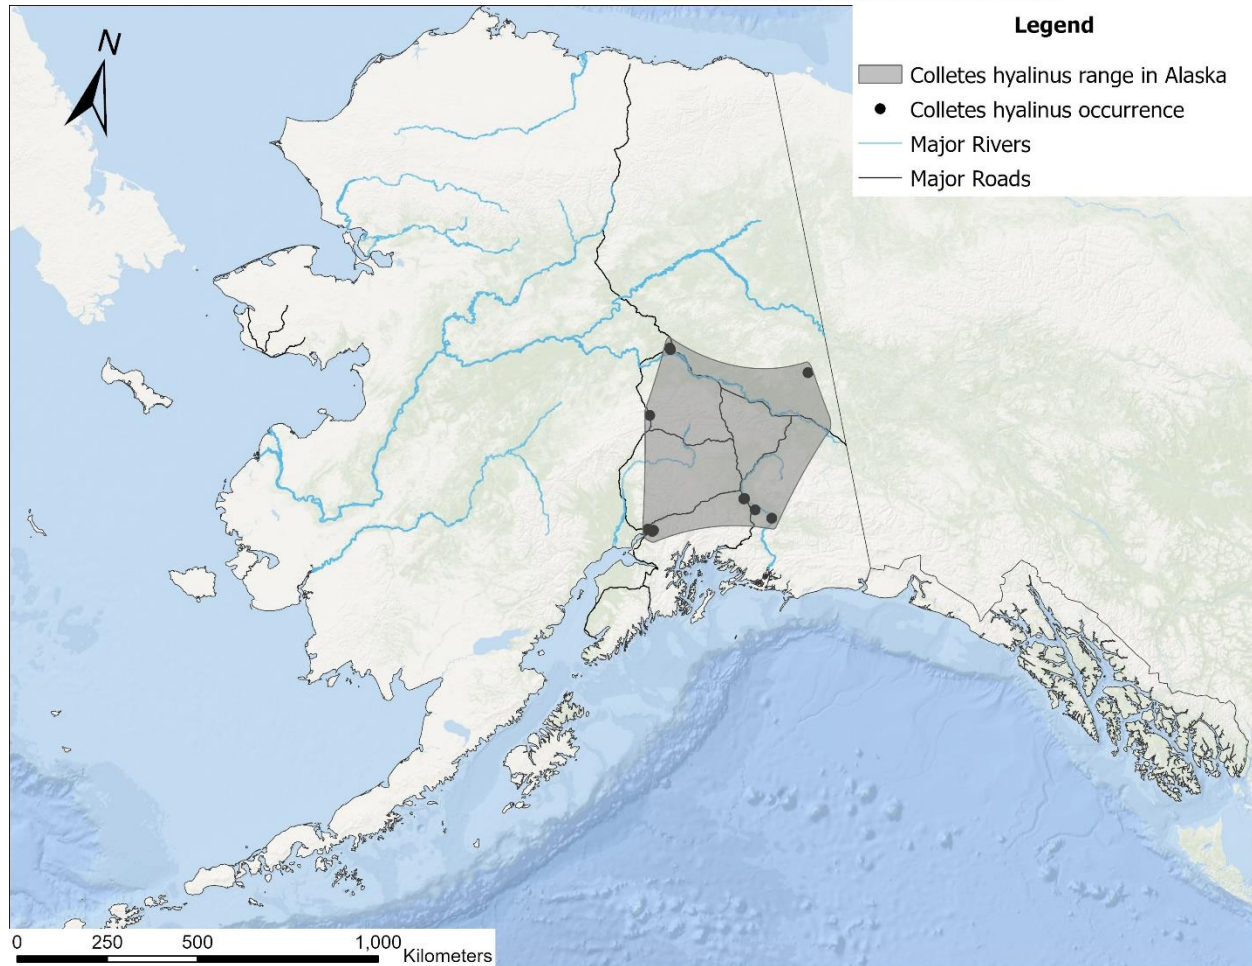 N
Legend
Colletes hyalinus range in Alaska
Colletes hyalinus occurrence
Major Rivers
Major Roads
0 250 500 1,000
Kilometers